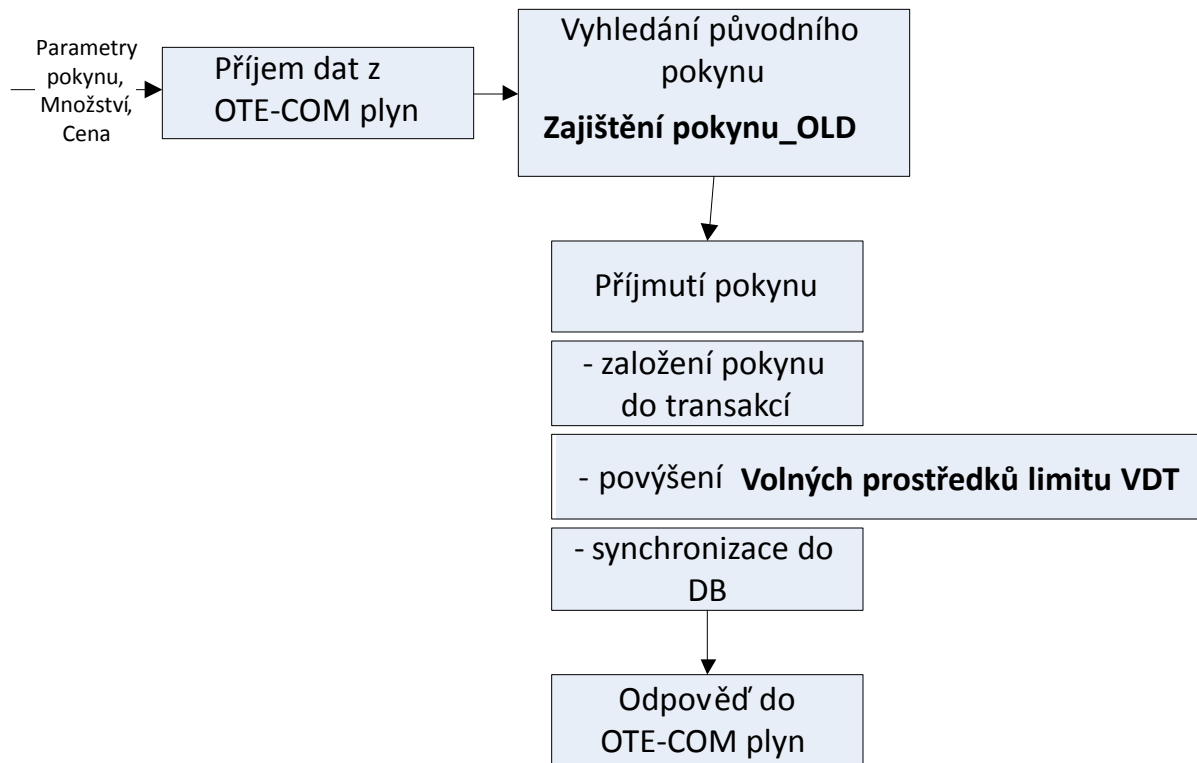 Parametry
pokynu,
Množství,
Cena
Příjem dat z
OTE-COM plyn
Vyhledání původního
pokynu
Zajištění pokynu_OLD
Příjmutí pokynu
- založení pokynu
do transakcí
- povýšení Volných prostředků limitu VDT
- synchronizace do
DB
Odpověď do
OTE-COM plyn